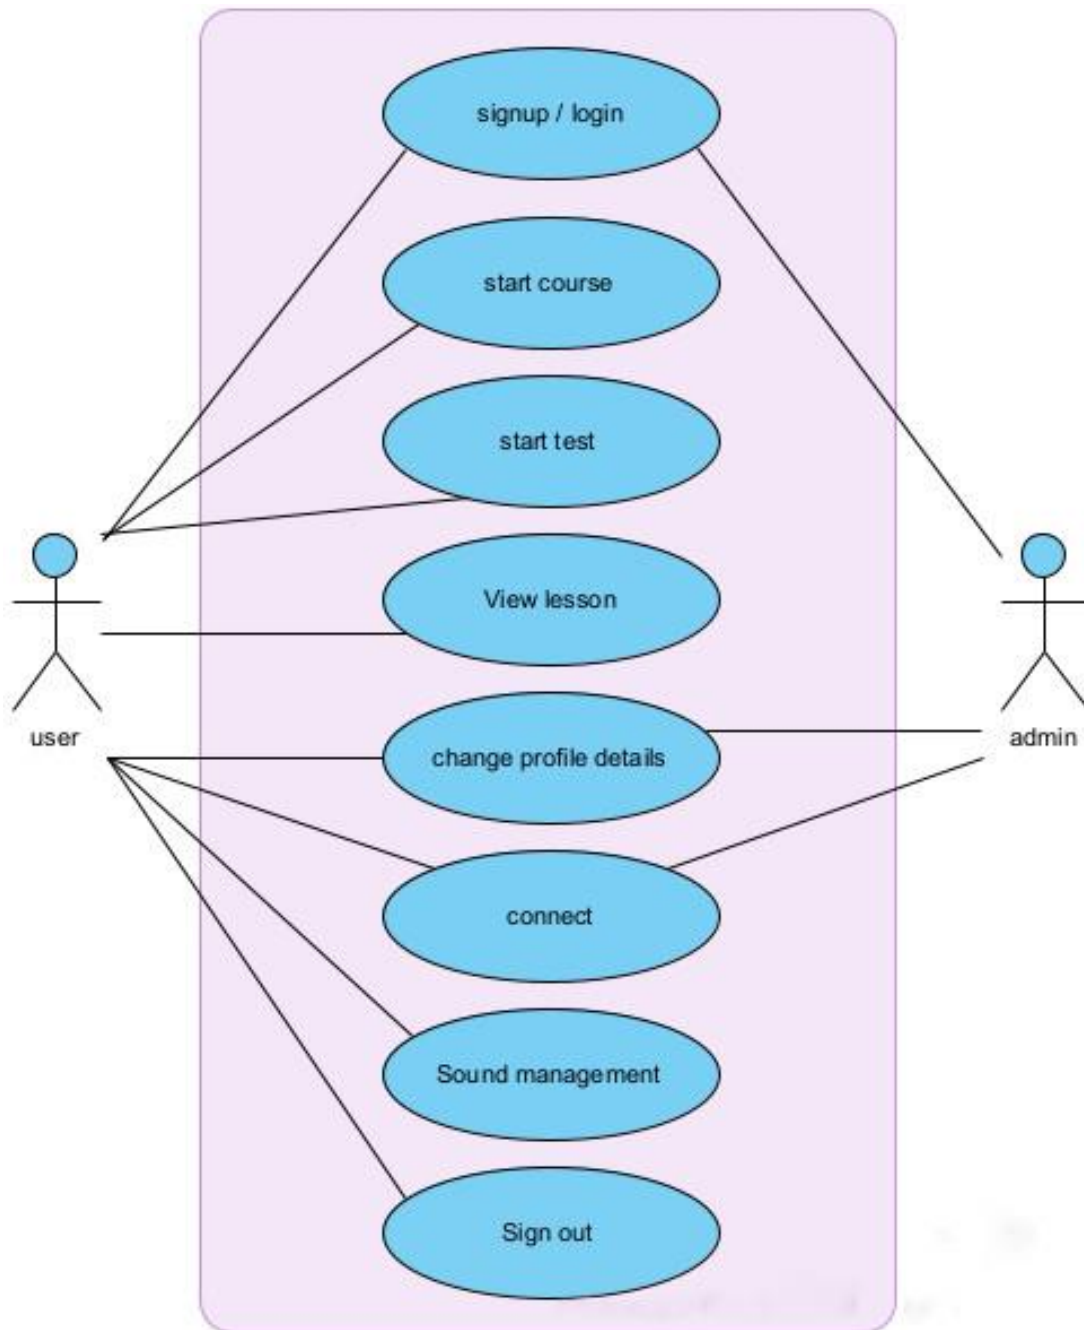 signup / login
start course
start test
View lesson
user
admin
change profile details
connect
Sound management
Sign out